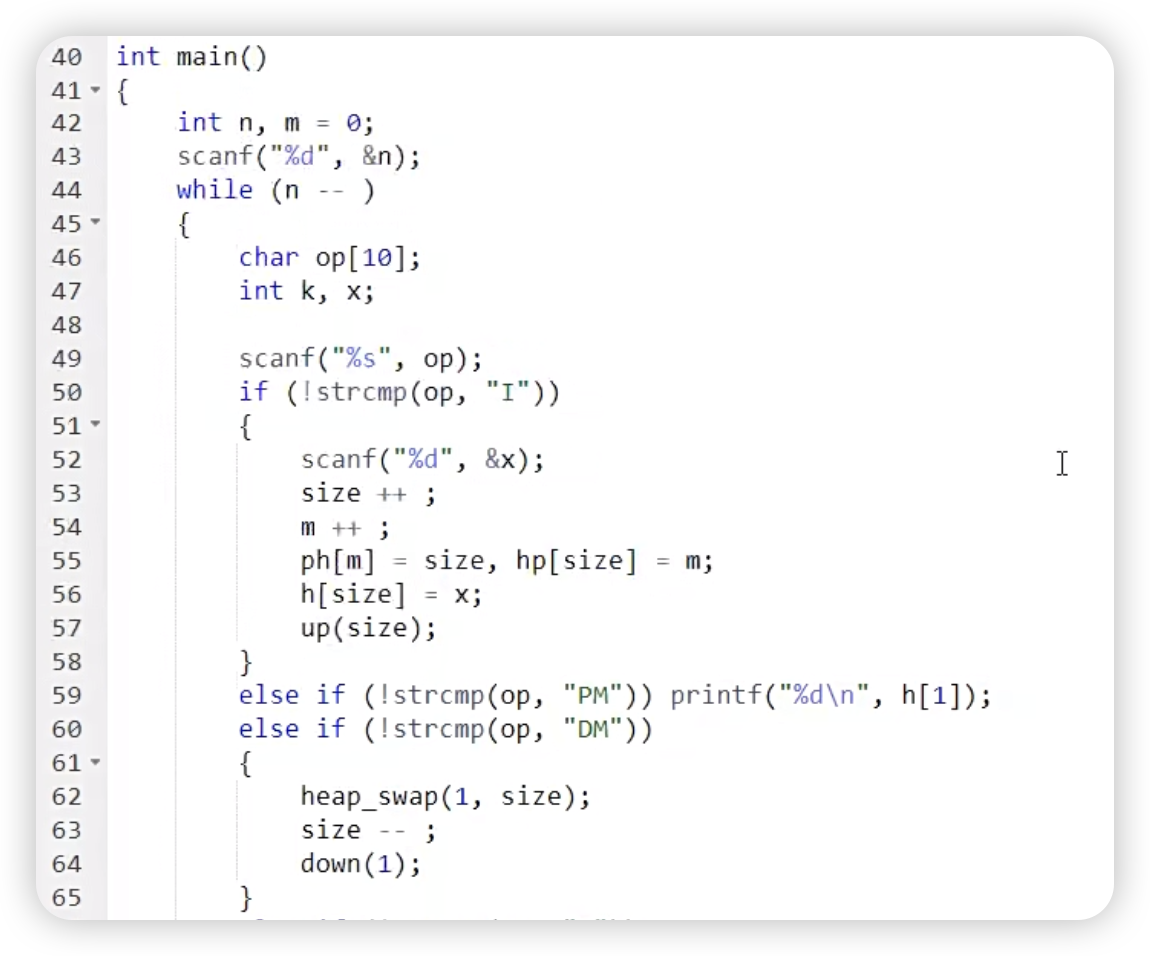 40 int main()
41 {
42     int n, m = 0;
43     scanf("%d", &n);
44     while (n -- )
45     {
46         char op[10];
47         int k, x;
48
49         scanf("%s", op);
50         if (!strcmp(op, "I"))
51         {
52             scanf("%d", &x);
53             size ++ ;
54             m ++ ;
55             ph[m] = size, hp[size] = m;
56             h[size] = x;
57             up(size);
58         }
59         else if (!strcmp(op, "PM")) printf("%d\n", h[1]);
60         else if (!strcmp(op, "DM"))
61         {
62             heap_swap(1, size);
63             size -- ;
64             down(1);
65         }